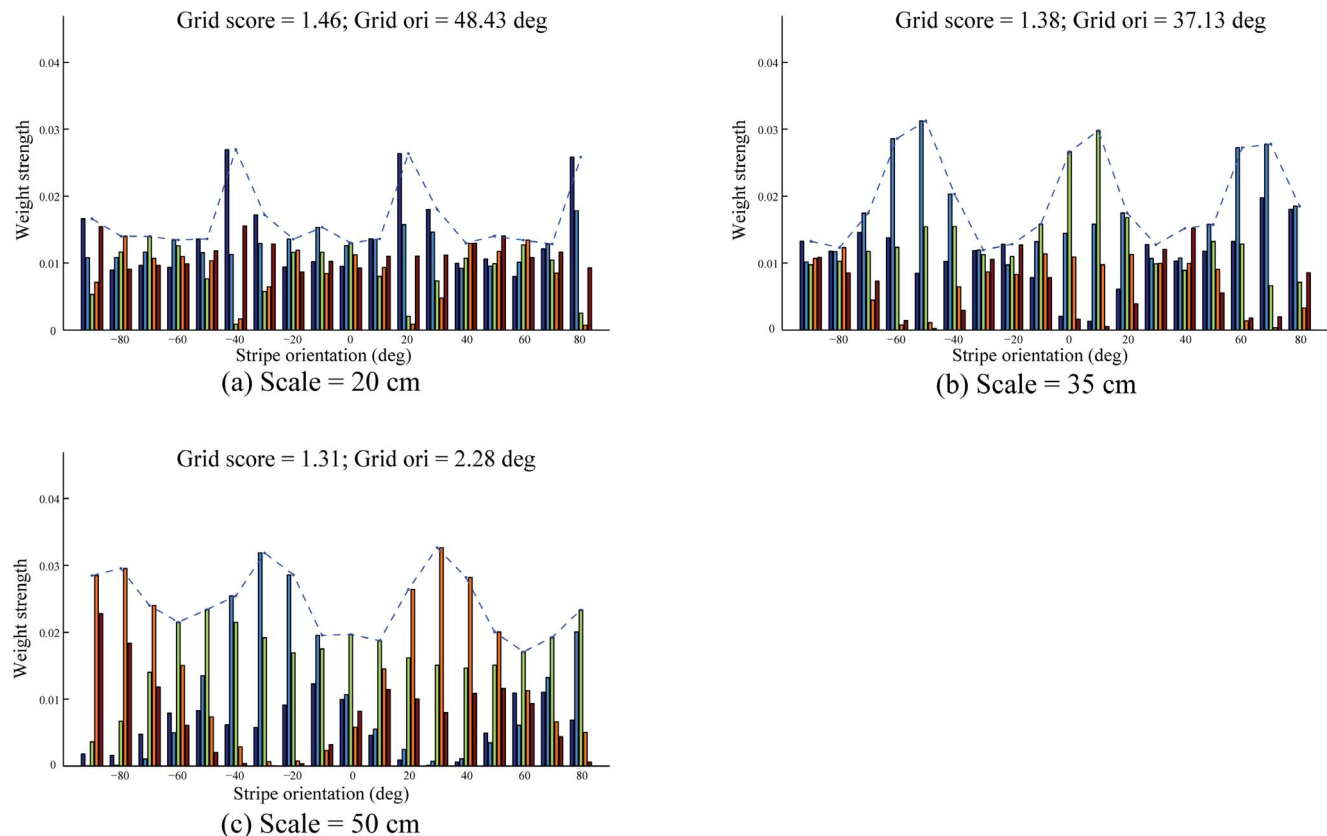 Grid score = 1.46; Grid ori = 48.43 deg
0.04
0.03
0.02
0.01
0
Weight strength
−80 −60 −40 −20 0 20 40 60 80
Stripe orientation (deg)
(a) Scale = 20 cm
Grid score = 1.38; Grid ori = 37.13 deg
0.04
0.03
0.02
0.01
0
Weight strength
−80 −60 −40 −20 0 20 40 60 80
Stripe orientation (deg)
(b) Scale = 35 cm
Grid score = 1.31; Grid ori = 2.28 deg
0.04
0.03
0.02
0.01
0
Weight strength
−80 −60 −40 −20 0 20 40 60 80
Stripe orientation (deg)
(c) Scale = 50 cm